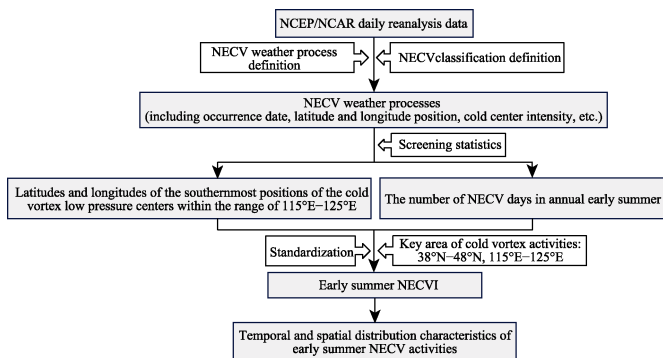 NCEP/NCAR daily reanalysis data
NECV weather process
definition
NECVclassification definition
NECV weather processes
(including occurrence date, latitude and longitude position, cold center intensity, etc.)
Screening statistics
Latitudes and longitudes of the southernmost positions of the cold
vortex low pressure centers within the range of 115°E−125°E
The number of NECV days in annual early summer
Standardization
Key area of cold vortex activities:
38°N−48°N, 115°E−125°E
Early summer NECVI
Temporal and spatial distribution characteristics of
early summer NECV activities